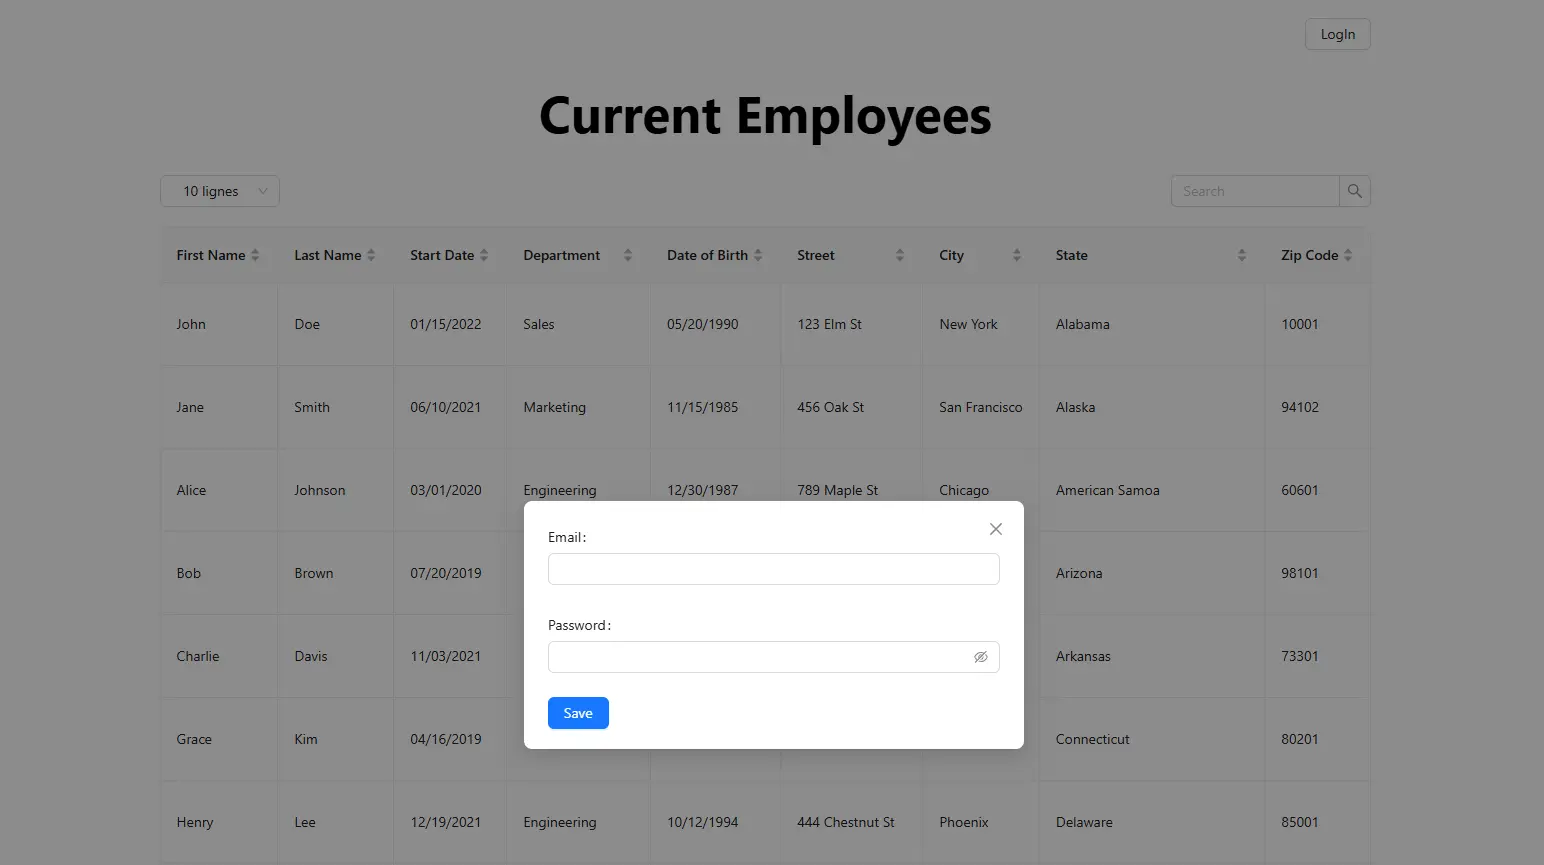 LogIn
Current Employees
10 lignes
Search
First Name Last Name Start Date Department Date of Birth Street City State Zip Code
John Doe 01/15/2022 Sales 05/20/1990 123 Elm St New York Alabama 10001
Jane Smith 06/10/2021 Marketing 11/15/1985 456 Oak St San Francisco Alaska 94102
Alice Johnson 03/01/2020 Engineering 12/30/1987 789 Maple St Chicago American Samoa 60601
Bob Brown 07/20/2019 Arizona 98101
Charlie Davis 11/03/2021 Arkansas 73301
Grace Kim 04/16/2019 Connecticut 80201
Henry Lee 12/19/2021 Engineering 10/12/1994 444 Chestnut St Phoenix Delaware 85001
Email:
Password:
Save